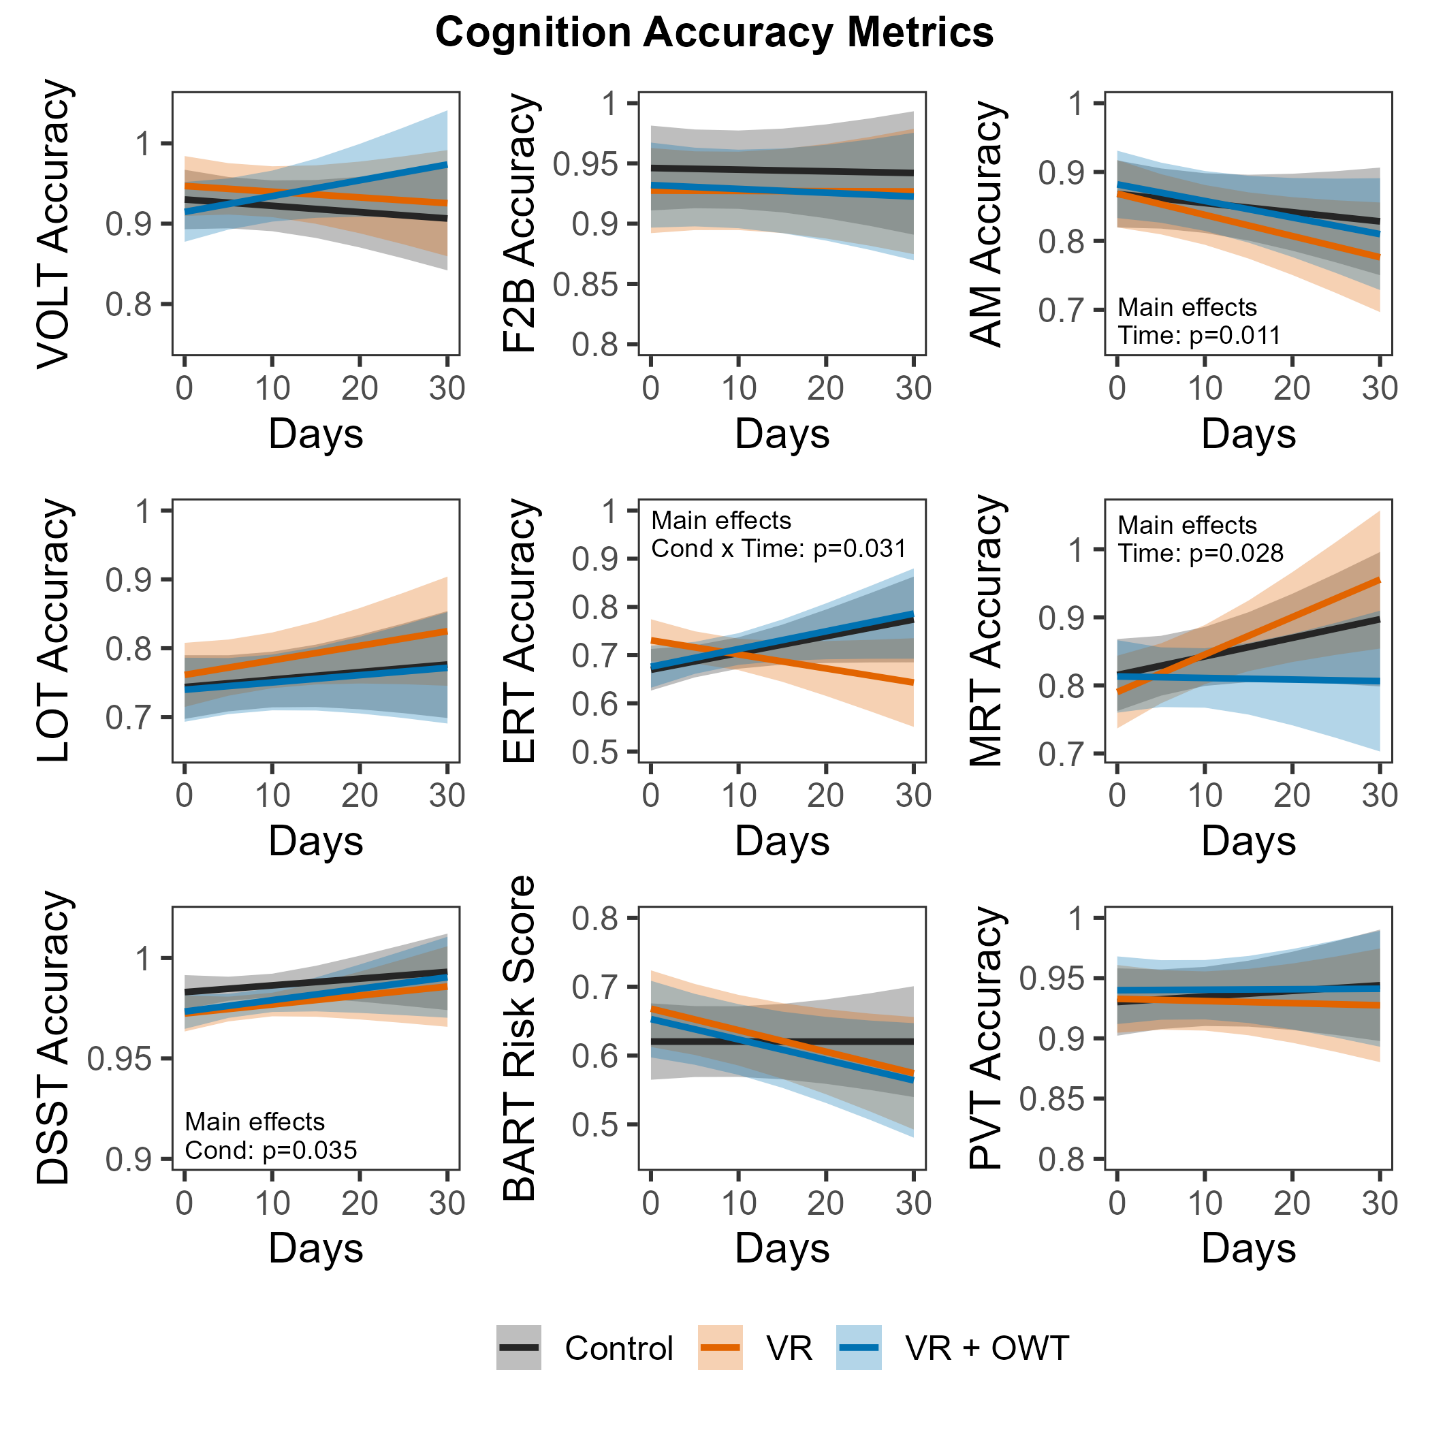 Cognition Accuracy Metrics
VOLT Accuracy
1
0.9
0.8
0 10 20 30
Days
F2B Accuracy
1
0.95
0.9
0.85
0.8
0 10 20 30
Days
AM Accuracy
1
0.9
0.8
0.7
Main effects
Time: p=0.011
0 10 20 30
Days
LOT Accuracy
1
0.9
0.8
0.7
0 10 20 30
Days
ERT Accuracy
1
0.9
0.8
0.7
0.6
0.5
Main effects
Cond x Time: p=0.031
0 10 20 30
Days
MRT Accuracy
1
0.9
0.8
0.7
Main effects
Time: p=0.028
0 10 20 30
Days
DSST Accuracy
1
0.95
0.9
Main effects
Cond: p=0.035
0 10 20 30
Days
BART Risk Score
0.8
0.7
0.6
0.5
0 10 20 30
Days
PVT Accuracy
1
0.95
0.9
0.85
0.8
0 10 20 30
Days
Control VR VR + OWT